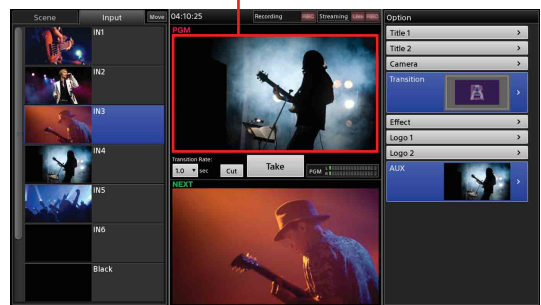 Scene Input Move
IN1
IN2
IN3
IN4
IN5
IN6
Black
04:10:25 Recording REC Streaming Live REC
PGM
Transition Rate:
1.0 sec Cut Take PGM L R
NEXT
Option
Title 1
Title 2
Camera
Transition
Effect
Logo 1
Logo 2
AUX